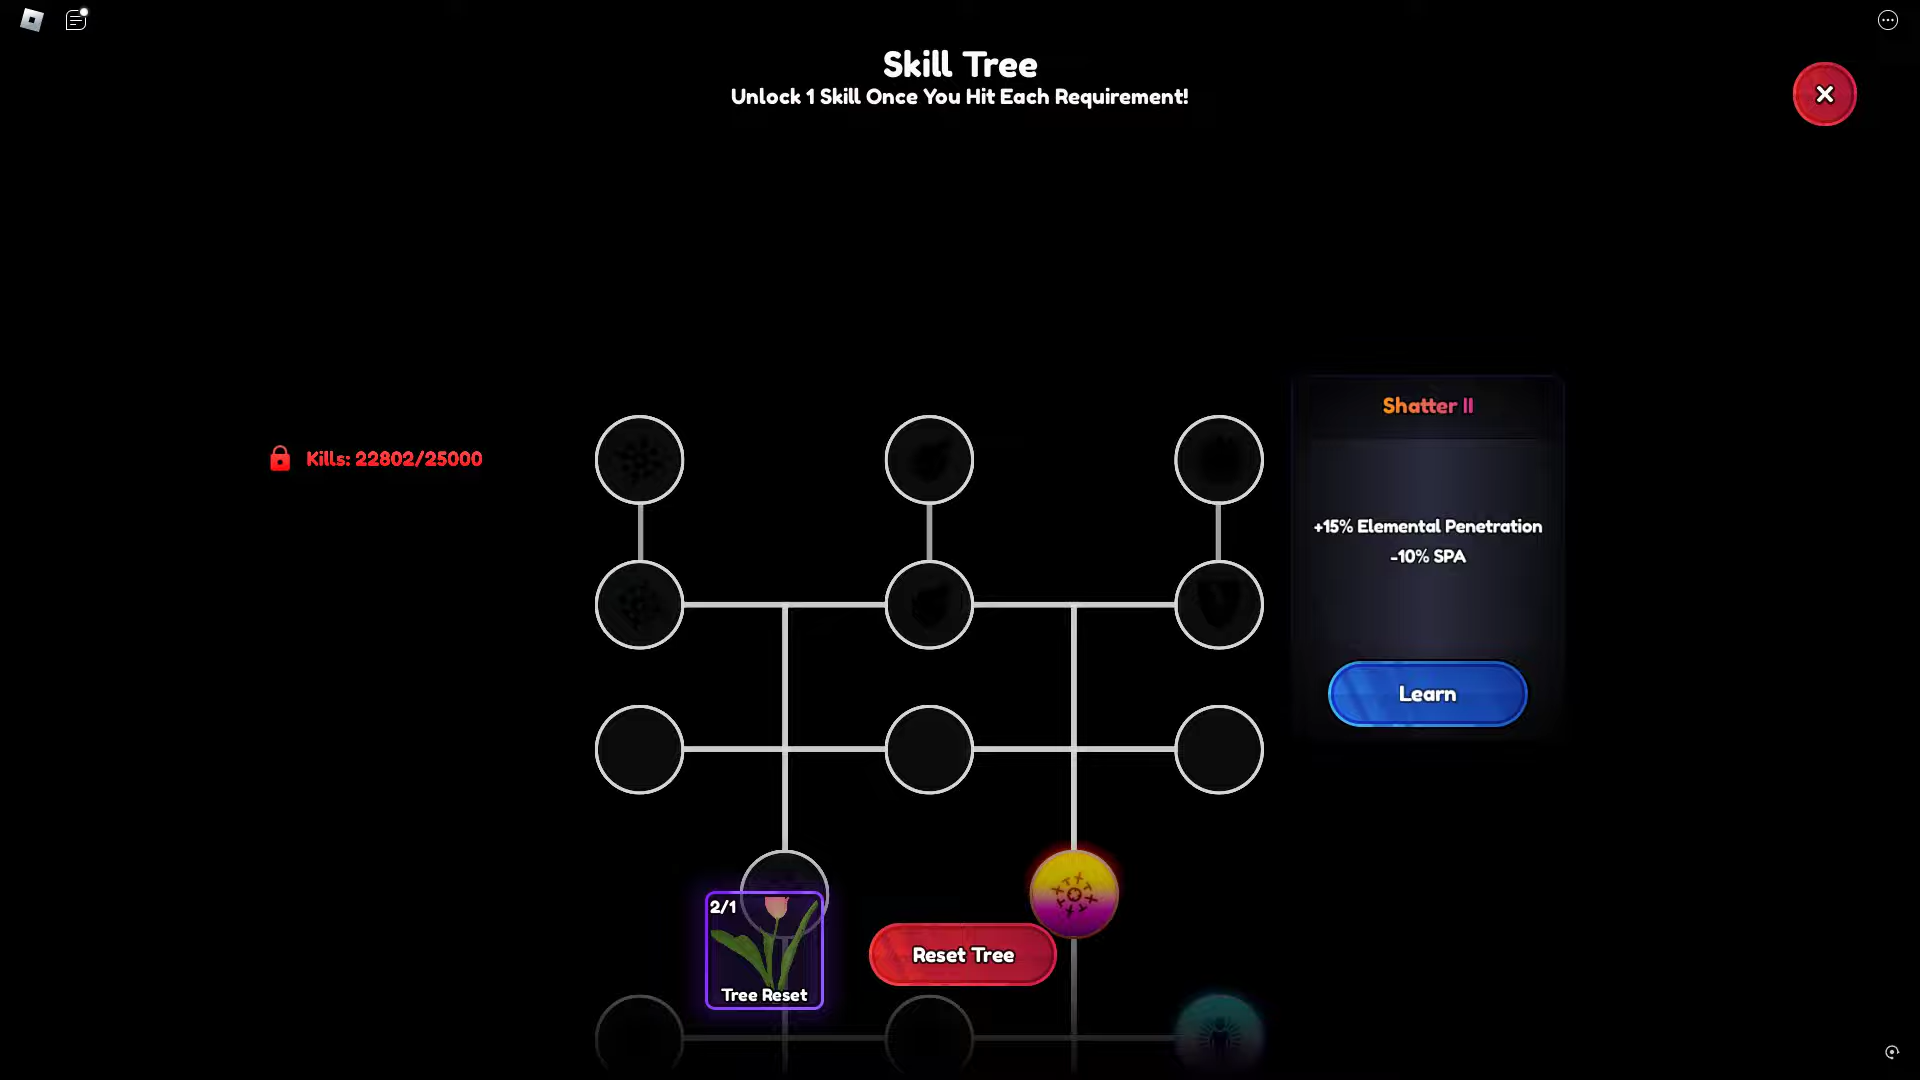 Skill Tree
Unlock 1 Skill Once You Hit Each Requirement!
Kills: 22802/25000
Shatter II
+15% Elemental Penetration
-10% SPA
Learn
2/1
Tree Reset
Reset Tree